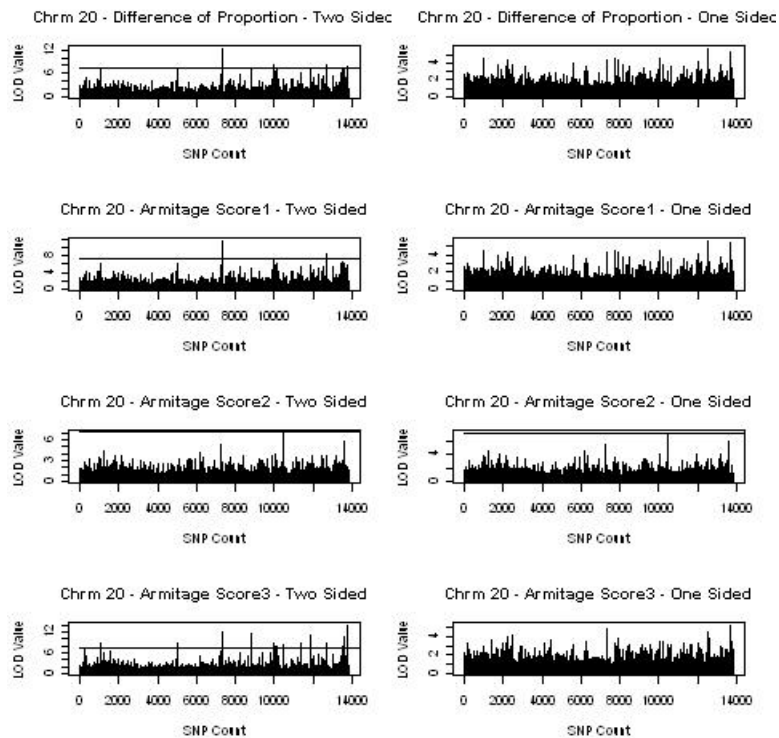 Chrm 20 - Difference of Proportion - Two Sided
LOD Value
0 6 12
0 2000 4000 6000 8000 10000 14000
SNP Count
Chrm 20 - Difference of Proportion - One Sided
LOD Value
0 2 4
0 2000 4000 6000 8000 10000 14000
SNP Count
Chrm 20 - Armitage Score1 - Two Sided
LOD Value
0 4 8
0 2000 4000 6000 8000 10000 14000
SNP Count
Chrm 20 - Armitage Score1 - One Sided
LOD Value
0 2 4
0 2000 4000 6000 8000 10000 14000
SNP Count
Chrm 20 - Armitage Score2 - Two Sided
LOD Value
0 3 6
0 2000 4000 6000 8000 10000 14000
SNP Count
Chrm 20 - Armitage Score2 - One Sided
LOD Value
0 4
0 2000 4000 6000 8000 10000 14000
SNP Count
Chrm 20 - Armitage Score3 - Two Sided
LOD Value
0 6 12
0 2000 4000 6000 8000 10000 14000
SNP Count
Chrm 20 - Armitage Score3 - One Sided
LOD Value
0 2 4
0 2000 4000 6000 8000 10000 14000
SNP Count